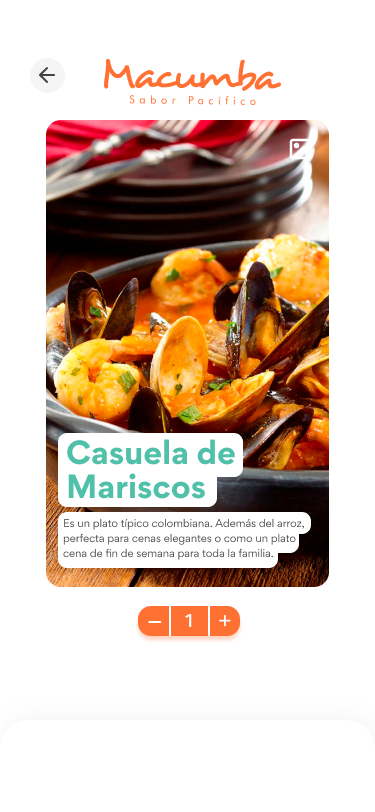 Macumba
Sabor Pacífico
Casuela de
Mariscos
Es un plato típico colombiana. Además del arroz,
perfecta para cenas elegantes o como un plato
cena de fin de semana para toda la familia.
– 1 +